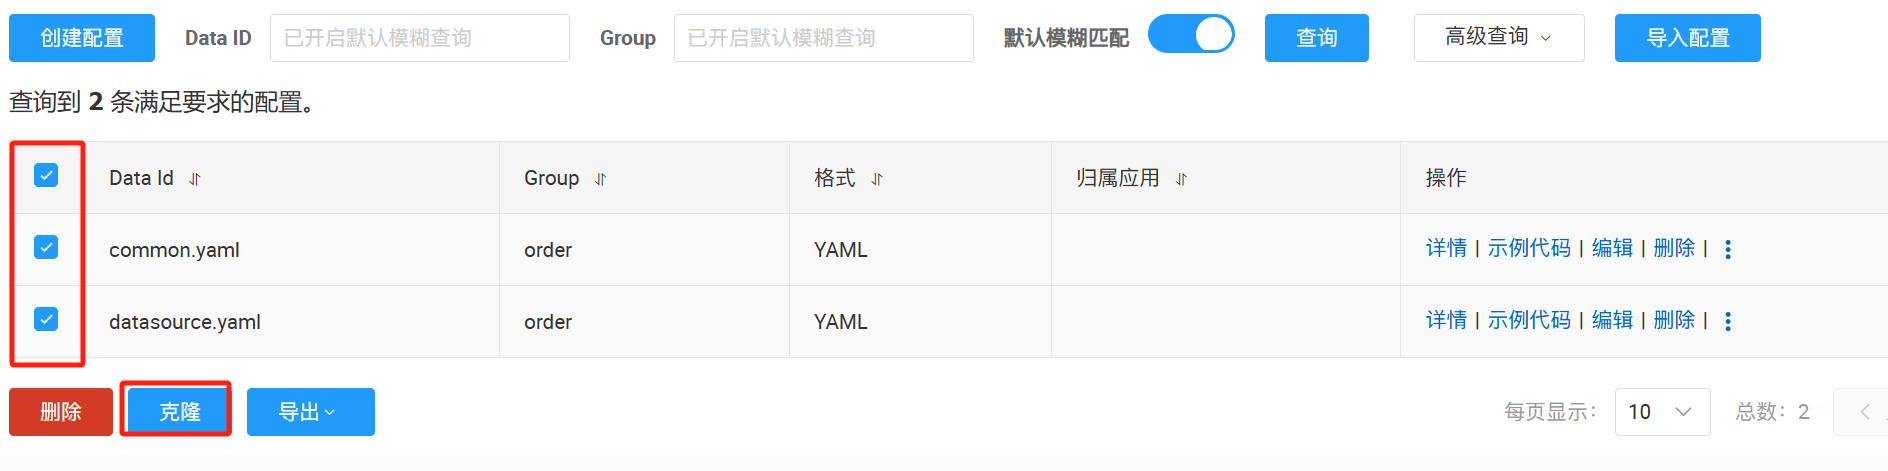 创建配置 Data ID 已开启默认模糊查询 Group 已开启默认模糊查询 默认模糊匹配 查询 高级查询 导入配置
查询到 2 条满足要求的配置。
Data Id Group 格式 归属应用 操作
common.yaml order YAML 详情 | 示例代码 | 编辑 | 删除 |
datasource.yaml order YAML 详情 | 示例代码 | 编辑 | 删除 |
删除 克隆 导出 每页显示: 10 总数: 2